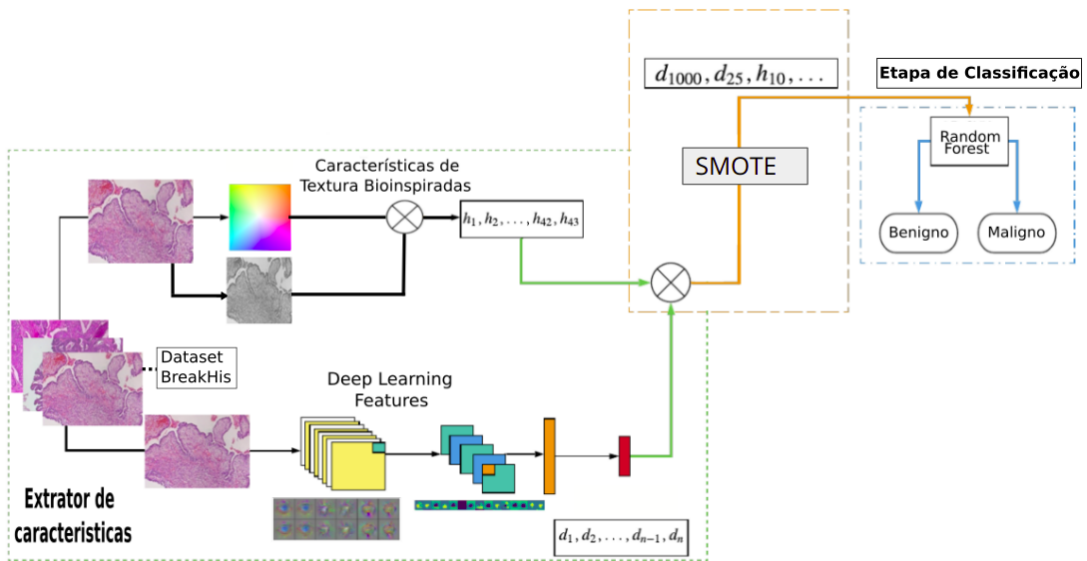 d1000, d25, h10, ...
Etapa de Classificação
Random
Forest
SMOTE
Benigno
Maligno
Características de
Textura Bioinspiradas
h1, h2, ..., h42, h43
Dataset
BreakHis
Deep Learning
Features
Extrator de
caracteristicas
d1, d2, ..., dn−1, dn